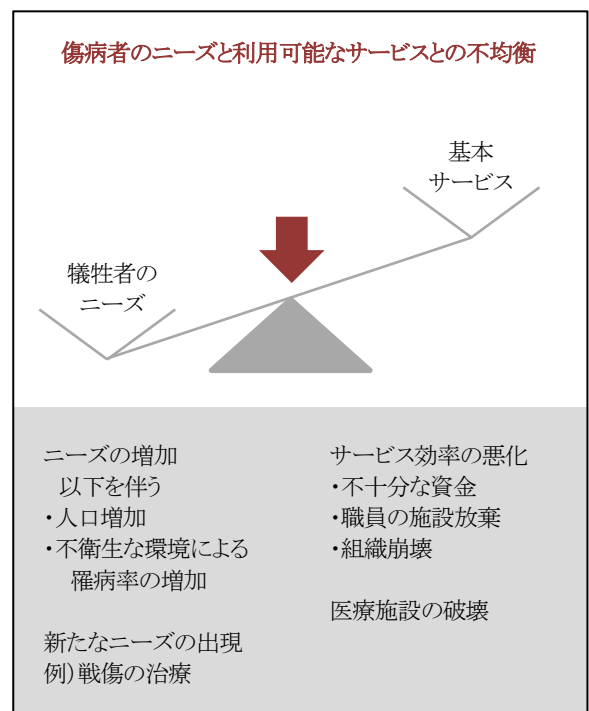 傷病者のニーズと利用可能なサービスとの不均衡
基本
サービス
犠牲者の
ニーズ
ニーズの増加
以下を伴う
・人口増加
・不衛生な環境による
罹病率の増加
新たなニーズの出現
例）戦傷の治療
サービス効率の悪化
・不十分な資金
・職員の施設放棄
・組織崩壊
医療施設の破壊